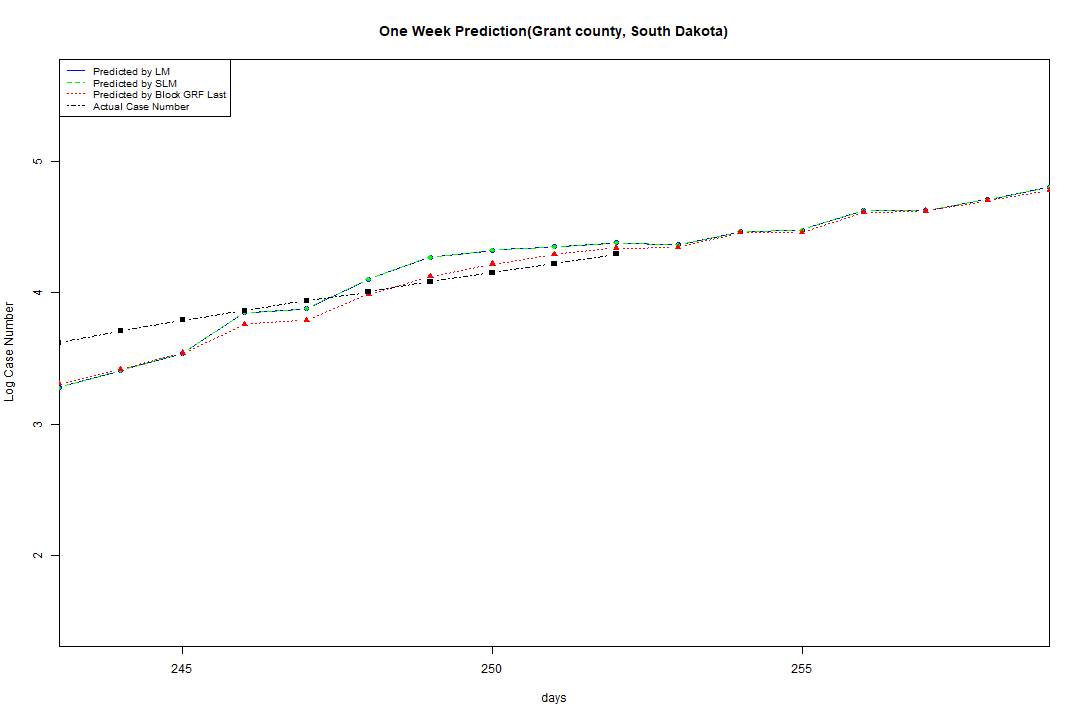 One Week Prediction(Grant county, South Dakota)
Predicted by LM
Predicted by SLM
Predicted by Block GRF Last
Actual Case Number
5
4
3
2
Log Case Number
245
250
255
days